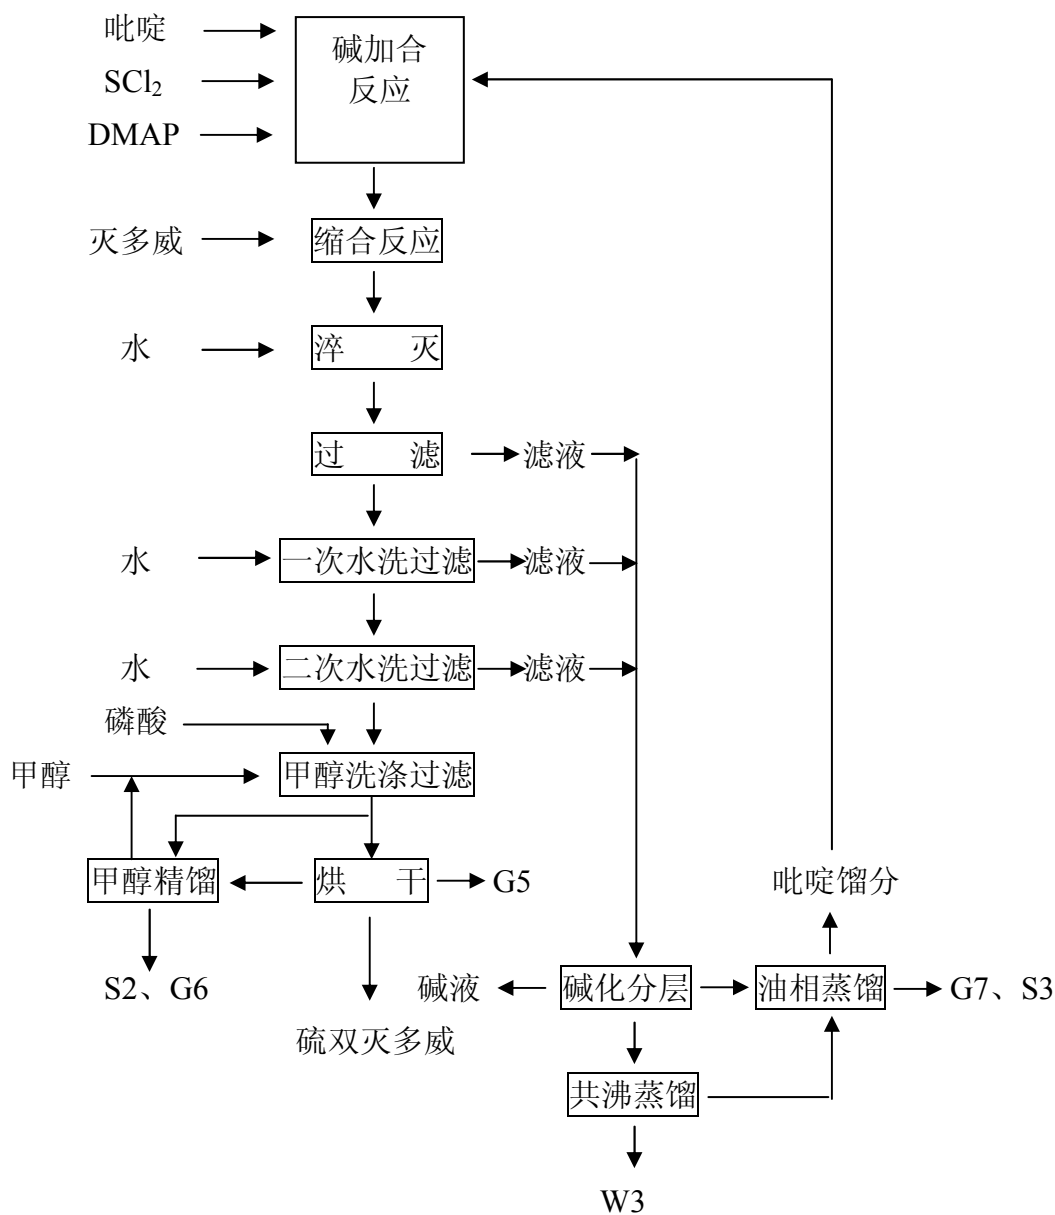 吡啶
SCl₂
DMAP
碱加合
反应
灭多威
缩合反应
水
淬 灭
过 滤
滤液
水
一次水洗过滤
滤液
水
二次水洗过滤
滤液
磷酸
甲醇
甲醇洗涤过滤
甲醇精馏
烘 干
G5
吡啶馏分
S2、G6
硫双灭多威
碱液
碱化分层
油相蒸馏
G7、S3
共沸蒸馏
W3